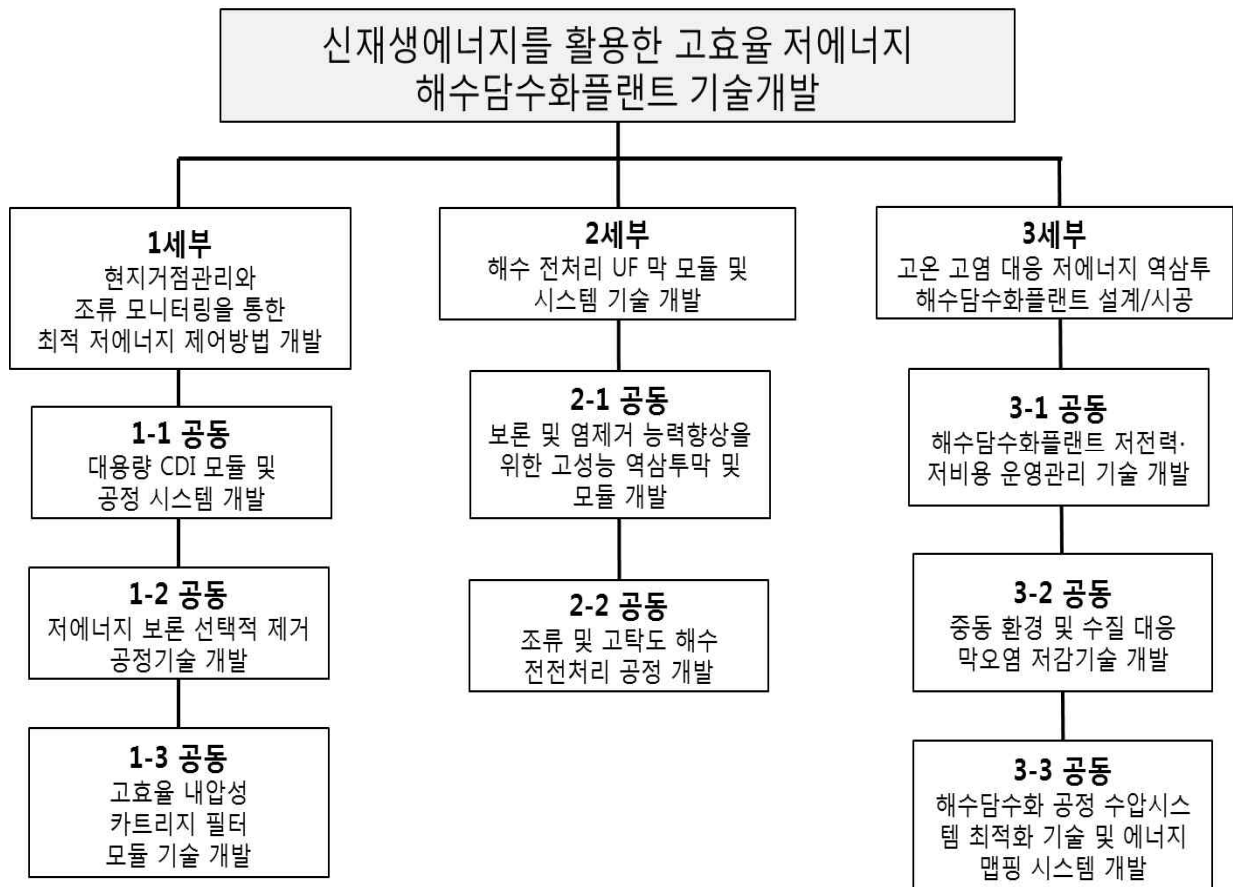 신재생에너지를 활용한 고효율 저에너지
해수담수화플랜트 기술개발
1세부
현지거점관리와
조류 모니터링을 통한
최적 저에너지 제어방법 개발
1-1 공동
대용량 CDI 모듈 및
공정 시스템 개발
1-2 공동
저에너지 보론 선택적 제거
공정기술 개발
1-3 공동
고효율 내압성
카트리지 필터
모듈 기술 개발
2세부
해수 전처리 UF 막 모듈 및
시스템 기술 개발
2-1 공동
보론 및 염제거 능력향상을
위한 고성능 역삼투막 및
모듈 개발
2-2 공동
조류 및 고탁도 해수
전전처리 공정 개발
3세부
고온 고염 대응 저에너지 역삼투
해수담수화플랜트 설계/시공
3-1 공동
해수담수화플랜트 저전력·
저비용 운영관리 기술 개발
3-2 공동
중동 환경 및 수질 대응
막오염 저감기술 개발
3-3 공동
해수담수화 공정 수압시스
템 최적화 기술 및 에너지
맵핑 시스템 개발